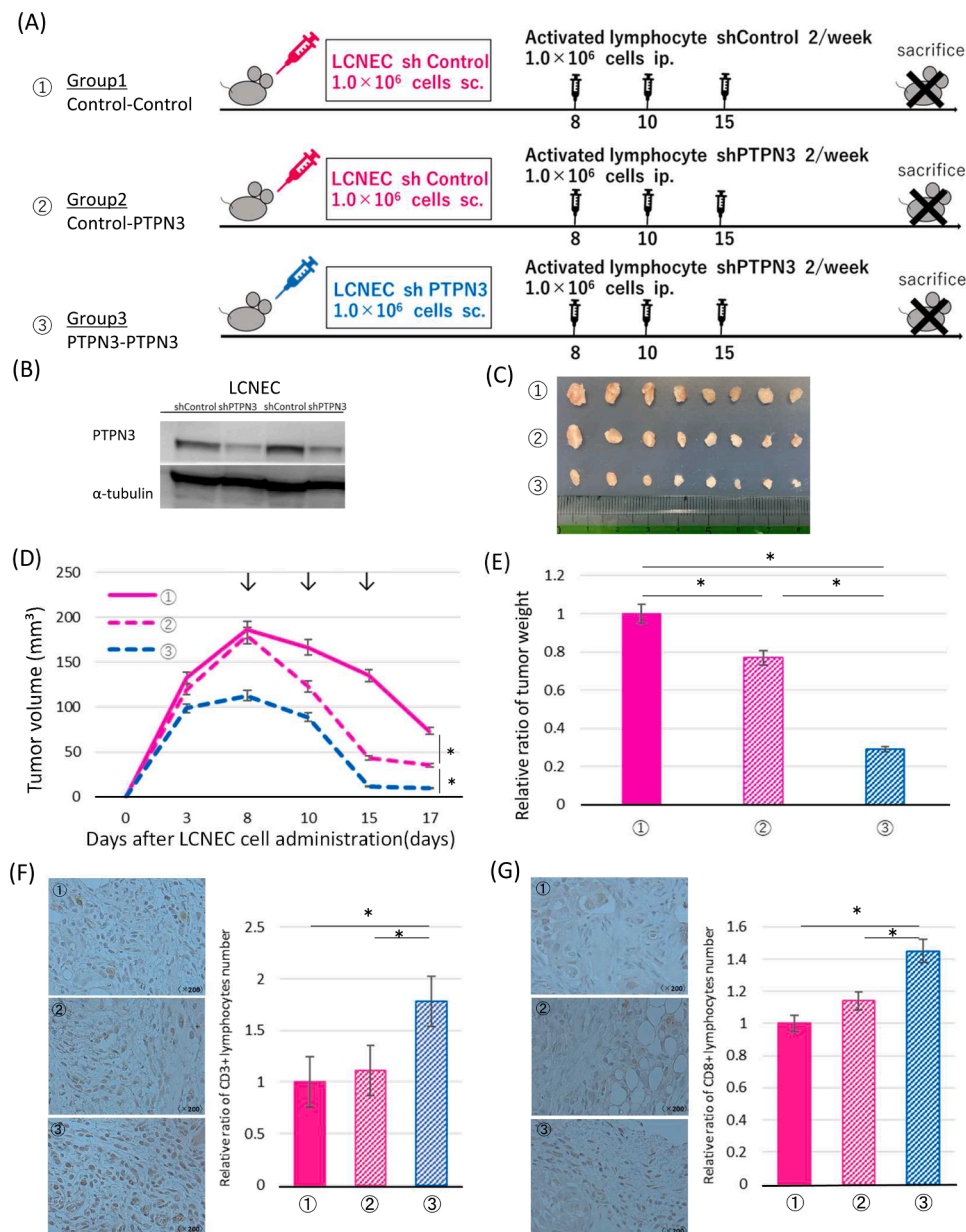 (A)
① Group1
Control-Control
LCNEC sh Control
1.0×10⁶ cells sc.
Activated lymphocyte shControl 2/week
1.0×10⁶ cells ip.
8 10 15
sacrifice
② Group2
Control-PTPN3
LCNEC sh Control
1.0×10⁶ cells sc.
Activated lymphocyte shPTPN3 2/week
1.0×10⁶ cells ip.
8 10 15
sacrifice
③ Group3
PTPN3-PTPN3
LCNEC sh PTPN3
1.0×10⁶ cells sc.
Activated lymphocyte shPTPN3 2/week
1.0×10⁶ cells ip.
8 10 15
sacrifice
(B)
LCNEC
shControl shPTPN3 shControl shPTPN3
PTPN3
α-tubulin
(C)
①
②
③
(D)
Tumor volume (mm³)
250
200
150
100
50
0
①
②
③
*
*
0 3 8 10 15 17
Days after LCNEC cell administration(days)
(E)
Relative ratio of tumor weight
1.2
1
0.8
0.6
0.4
0.2
0
*
* *
① ② ③
(F)
①
(×200)
②
(×200)
③
(×200)
Relative ratio of CD3+ lymphocytes number
2.5
2
1.5
1
0.5
0
*
*
① ② ③
(G)
①
(×200)
②
(×200)
③
(×200)
Relative ratio of CD8+ lymphocytes number
1.6
1.4
1.2
1
0.8
0.6
0.4
0.2
0
*
*
① ② ③